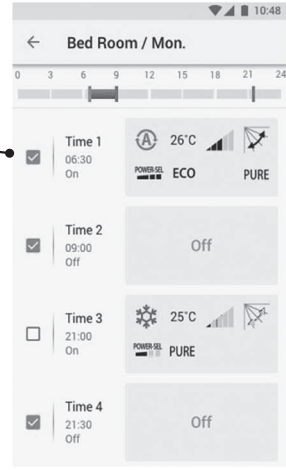 10:48
Bed Room / Mon.
0 3 6 9 12 15 18 21 24
Time 1
06:30
On
A 26°C
POWER-SEL ECO PURE
Time 2
09:00
Off
Off
Time 3
21:00
On
25°C
POWER-SEL PURE
Time 4
21:30
Off
Off